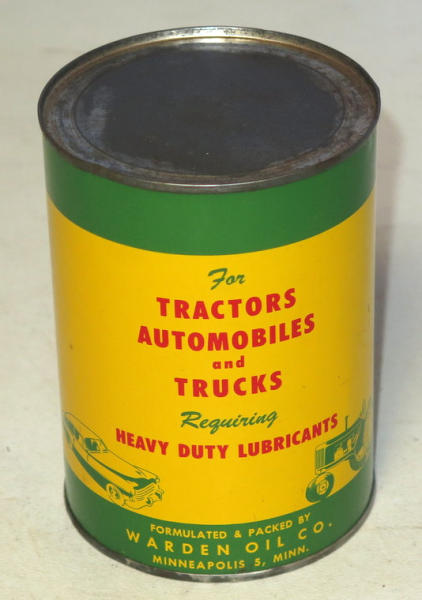 For
TRACTORS
AUTOMOBILES
and
TRUCKS
Requiring
HEAVY DUTY LUBRICANTS
FORMULATED & PACKED BY
WARDEN OIL CO.
MINNEAPOLIS 5, MINN.